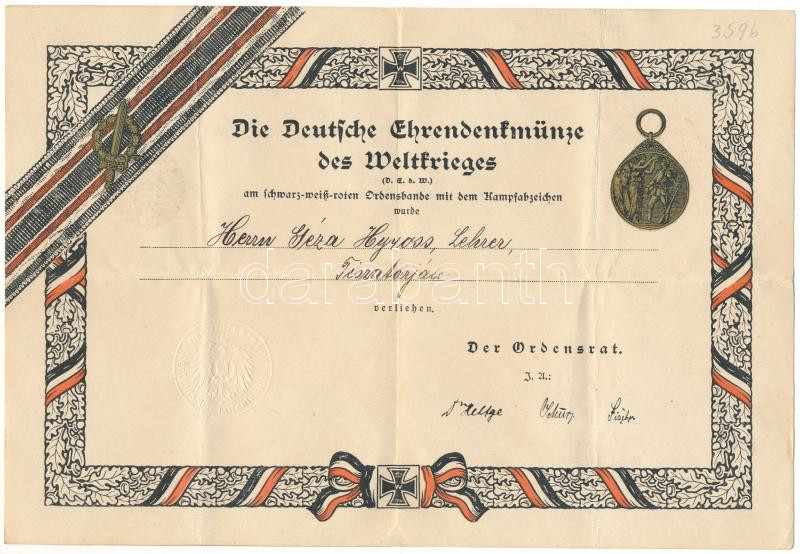 3596
Die Deutsche Ehrendenkmünze
des Weltkrieges
(D. E. d. W.)
am schwarz-weiß-roten Ordensbande mit dem Kampfabzeichen
wurde
Herrn Géza Hyross, Lehrer,
Tiszatarján
darabanth
verliehen.
Der Ordensrat.
J. A.:
W